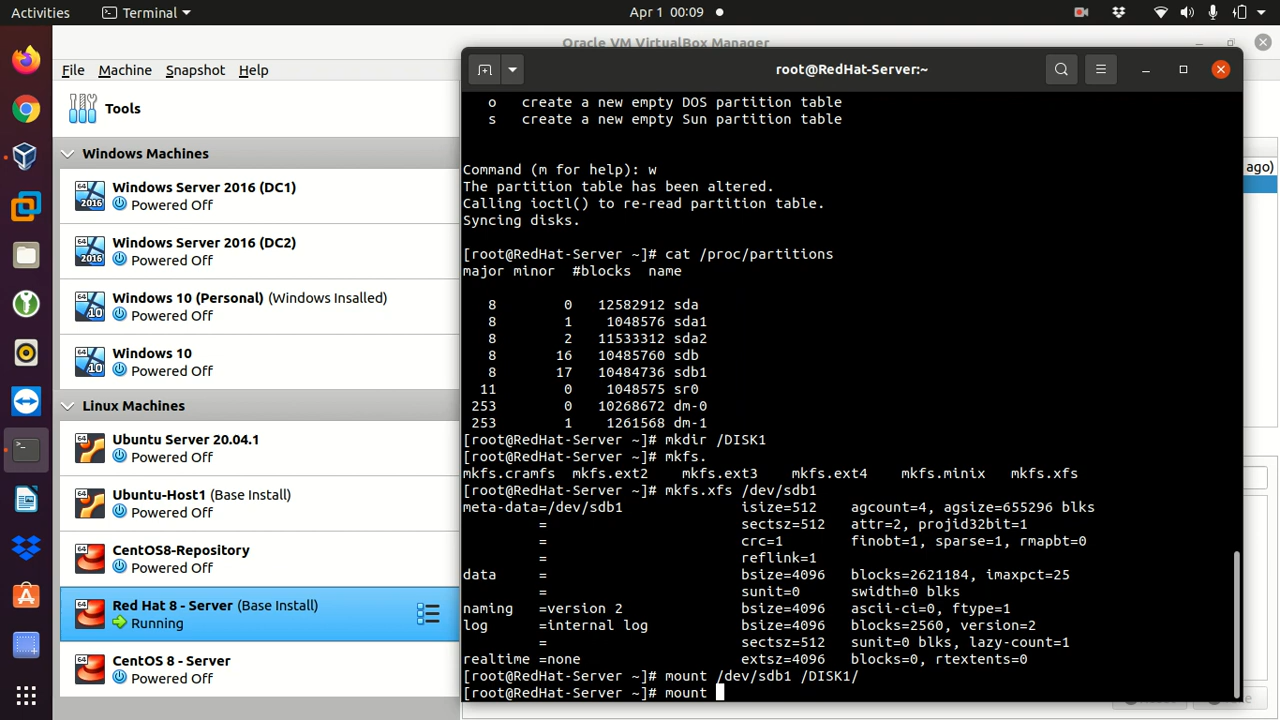 Activities Terminal Apr 1 00:09
Oracle VM VirtualBox Manager
File Machine Snapshot Help
Tools
Windows Machines
64 2016 Windows Server 2016 (DC1)
Powered Off
64 2016 Windows Server 2016 (DC2)
Powered Off
64 10 Windows 10 (Personal) (Windows Insalled)
Powered Off
64 10 Windows 10
Powered Off
Linux Machines
64 Ubuntu Server 20.04.1
Powered Off
64 Ubuntu-Host1 (Base Install)
Powered Off
64 CentOS8-Repository
Powered Off
64 Red Hat 8 - Server (Base Install)
Running
64 CentOS 8 - Server
Powered Off
ago)
root@RedHat-Server:~
o create a new empty DOS partition table
s create a new empty Sun partition table
Command (m for help): w
The partition table has been altered.
Calling ioctl() to re-read partition table.
Syncing disks.
[root@RedHat-Server ~]# cat /proc/partitions
major minor #blocks name
8 0 12582912 sda
8 1 1048576 sda1
8 2 11533312 sda2
8 16 10485760 sdb
8 17 10484736 sdb1
11 0 1048575 sr0
253 0 10268672 dm-0
253 1 1261568 dm-1
[root@RedHat-Server ~]# mkdir /DISK1
[root@RedHat-Server ~]# mkfs.
mkfs.cramfs mkfs.ext2 mkfs.ext3 mkfs.ext4 mkfs.minix mkfs.xfs
[root@RedHat-Server ~]# mkfs.xfs /dev/sdb1
meta-data=/dev/sdb1 isize=512 agcount=4, agsize=655296 blks
= sectsz=512 attr=2, projid32bit=1
= crc=1 finobt=1, sparse=1, rmapbt=0
= reflink=1
data = bsize=4096 blocks=2621184, imaxpct=25
= sunit=0 swidth=0 blks
naming =version 2 bsize=4096 ascii-ci=0, ftype=1
log =internal log bsize=4096 blocks=2560, version=2
= sectsz=512 sunit=0 blks, lazy-count=1
realtime =none extsz=4096 blocks=0, rtextents=0
[root@RedHat-Server ~]# mount /dev/sdb1 /DISK1/
[root@RedHat-Server ~]# mount